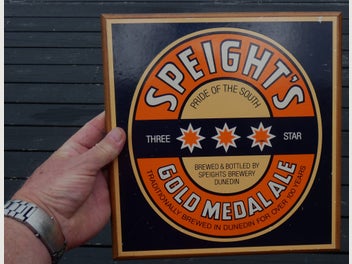 SPEIGHT'S
PRIDE OF THE SOUTH
THREE STAR
BREWED & BOTTLED BY
SPEIGHTS BREWERY
DUNEDIN
GOLD MEDAL ALE
TRADITIONALLY BREWED IN DUNEDIN FOR OVER 100 YEARS